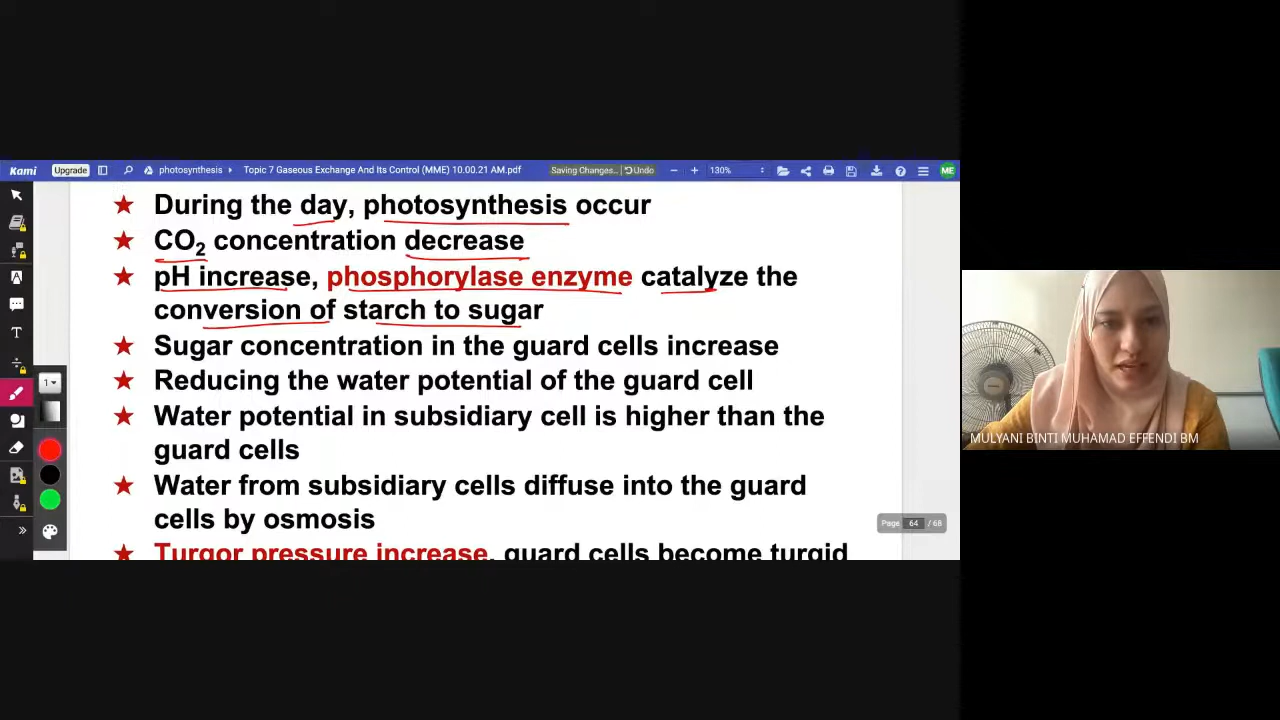 Kami
Upgrade
photosynthesis
Topic 7 Gaseous Exchange And Its Control (MME) 10.00.21 AM.pdf
Saving Changes.. Undo
130%
ME
During the day, photosynthesis occur
CO₂ concentration decrease
pH increase, phosphorylase enzyme catalyze the
conversion of starch to sugar
Sugar concentration in the guard cells increase
Reducing the water potential of the guard cell
Water potential in subsidiary cell is higher than the
guard cells
Water from subsidiary cells diffuse into the guard
cells by osmosis
Turgor pressure increase, guard cells become turgid
Page 64 / 68
1
MULYANI BINTI MUHAMAD EFFENDI BM